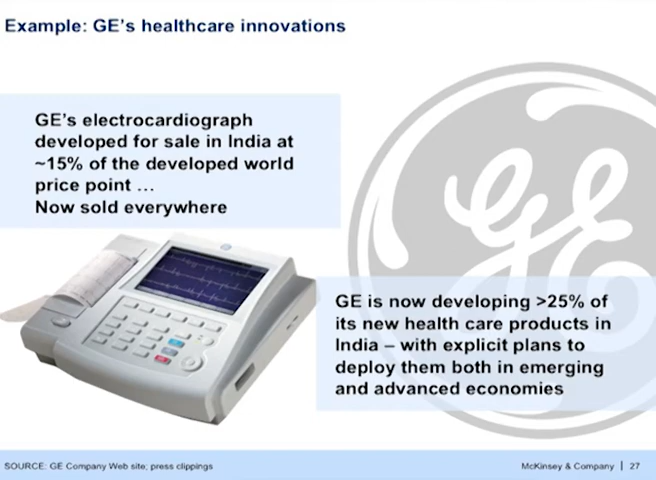 Example: GE's healthcare innovations
GE's electrocardiograph
developed for sale in India at
~15% of the developed world
price point ...
Now sold everywhere
GE
GE is now developing >25% of
its new health care products in
India – with explicit plans to
deploy them both in emerging
and advanced economies
SOURCE: GE Company Web site; press clippings
McKinsey & Company | 27